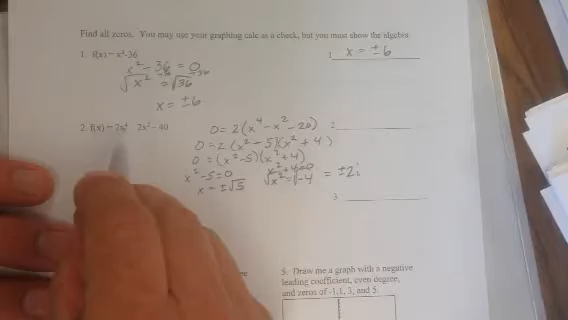 Find all zeros. You may use your graphing calc as a check, but you must show the algebra.
1. f(x) = x²-36
1. x = ±6
x² - 36 = 0
+36 +36
√x² = √36
x = ±6
2. f(x) = 2x⁴ 2x² - 40
0 = 2(x⁴ - x² - 20)
2.
0 = 2(x² - 5)(x² + 4)
0 = (x² - 5)(x² + 4)
x² - 5 = 0
x² + 4 = 0
x = ±√5
√x² = √-4 = ±2i
3.
5. Draw me a graph with a negative
leading coefficient, even degree,
and zeros of -1,1, 3, and 5.